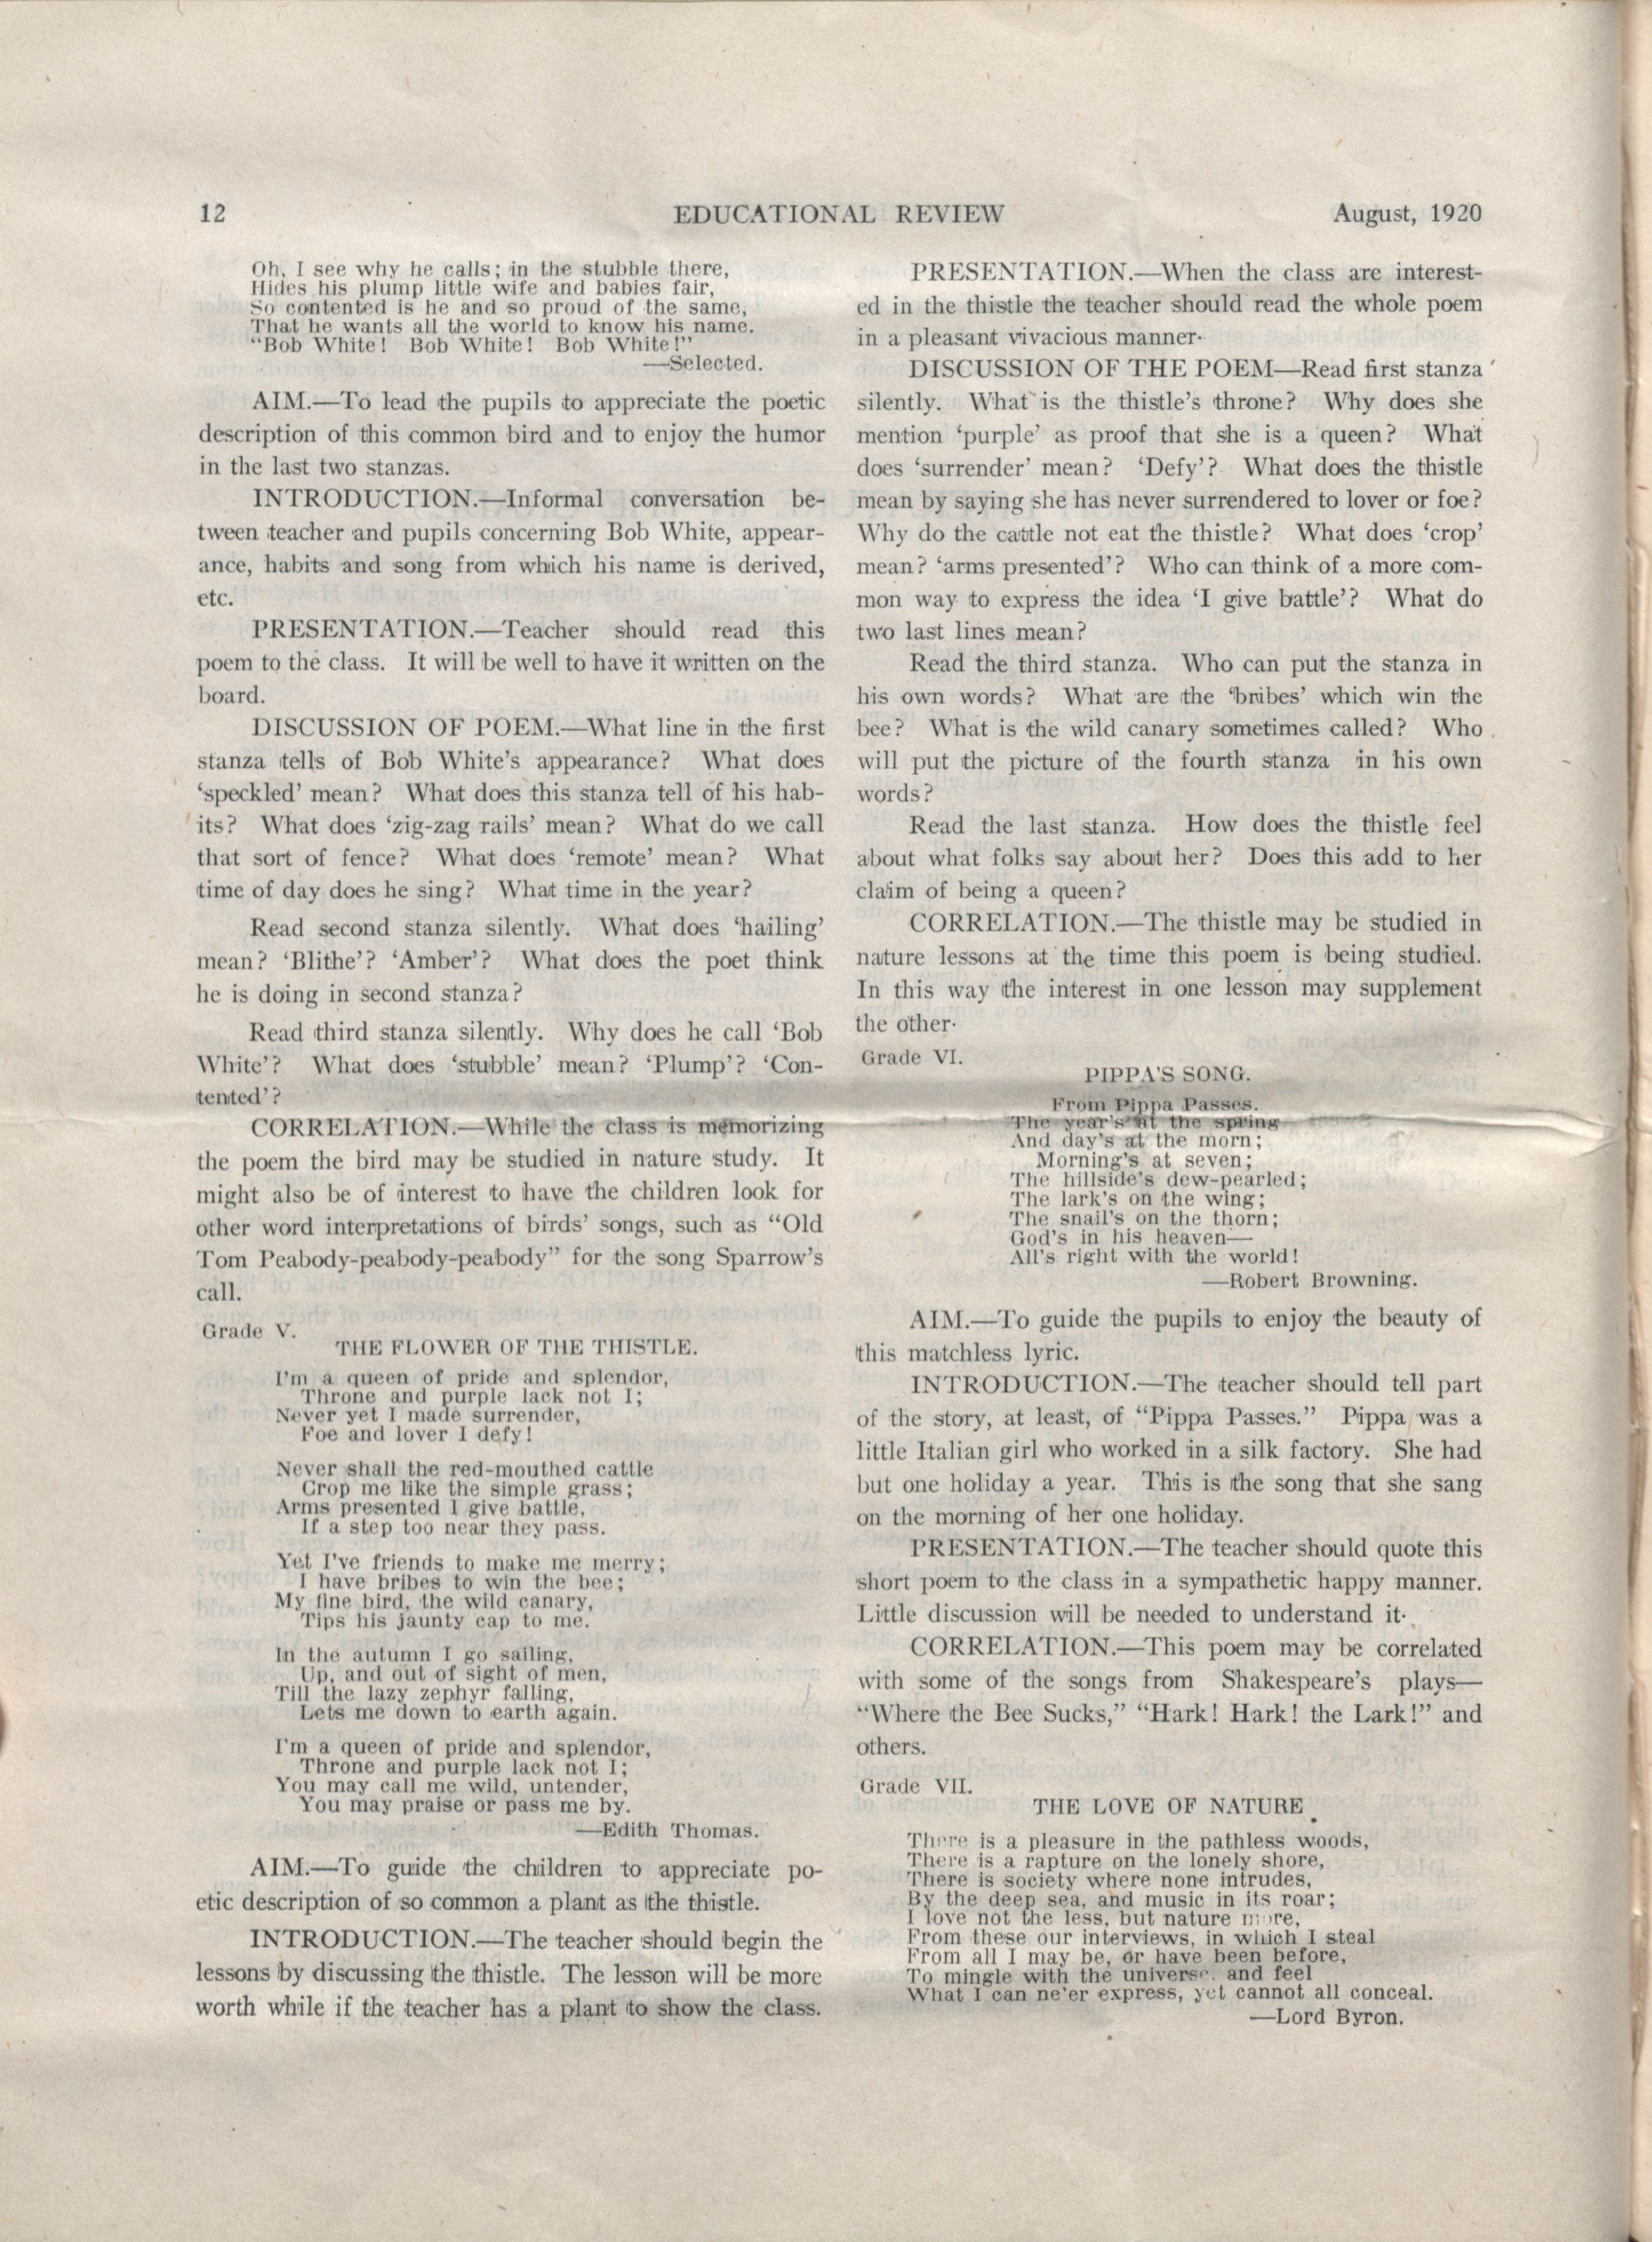 12 EDUCATIONAL REVIEW August, 1920
Oh, I see why he calls; in the stubble there,
Hides his plump little wife and babies fair,
So contented is he and so proud of the same,
That he wants all the world to know his name.
“Bob White! Bob White! Bob White!”
—Selected.
AIM.—To lead the pupils to appreciate the poetic
description of this common bird and to enjoy the humor
in the last two stanzas.
INTRODUCTION.—Informal conversation be-
tween teacher and pupils concerning Bob White, appear-
ance, habits and song from which his name is derived,
etc.
PRESENTATION.—Teacher should read this
poem to the class. It will be well to have it written on the
board.
DISCUSSION OF POEM.—What line in the first
stanza tells of Bob White’s appearance? What does
‘speckled’ mean? What does this stanza tell of his hab-
its? What does ‘zig-zag rails’ mean? What do we call
that sort of fence? What does ‘remote’ mean? What
time of day does he sing? What time in the year?
Read second stanza silently. What does ‘hailing’
mean? ‘Blithe’? ‘Amber’? What does the poet think
he is doing in second stanza?
Read third stanza silently. Why does he call ‘Bob
White’? What does ‘stubble’ mean? ‘Plump’? ‘Con-
tented’?
CORRELATION.—While the class is memorizing
the poem the bird may be studied in nature study. It
might also be of interest to have the children look for
other word interpretations of birds’ songs, such as “Old
Tom Peabody-peabody-peabody” for the song Sparrow’s
call.
Grade V.
THE FLOWER OF THE THISTLE.
I’m a queen of pride and splendor,
Throne and purple lack not I;
Never yet I made surrender,
Foe and lover I defy!
Never shall the red-mouthed cattle
Crop me like the simple grass;
Arms presented I give battle,
If a step too near they pass.
Yet I’ve friends to make me merry;
I have bribes to win the bee;
My fine bird, the wild canary,
Tips his jaunty cap to me.
In the autumn I go sailing,
Up, and out of sight of men,
Till the lazy zephyr falling,
Lets me down to earth again.
I’m a queen of pride and splendor,
Throne and purple lack not I;
You may call me wild, untender,
You may praise or pass me by.
—Edith Thomas.
AIM.—To guide the children to appreciate po-
etic description of so common a plant as the thistle.
INTRODUCTION.—The teacher should begin the
lessons by discussing the thistle. The lesson will be more
worth while if the teacher has a plant to show the class.
PRESENTATION.—When the class are interest-
ed in the thistle the teacher should read the whole poem
in a pleasant vivacious manner.
DISCUSSION OF THE POEM—Read first stanza
silently. What is the thistle’s throne? Why does she
mention ‘purple’ as proof that she is a queen? What
does ‘surrender’ mean? ‘Defy’? What does the thistle
mean by saying she has never surrendered to lover or foe?
Why do the cattle not eat the thistle? What does ‘crop’
mean? ‘arms presented’? Who can think of a more com-
mon way to express the idea ‘I give battle’? What do
two last lines mean?
Read the third stanza. Who can put the stanza in
his own words? What are the ‘bribes’ which win the
bee? What is the wild canary sometimes called? Who
will put the picture of the fourth stanza in his own
words?
Read the last stanza. How does the thistle feel
about what folks say about her? Does this add to her
claim of being a queen?
CORRELATION.—The thistle may be studied in
nature lessons at the time this poem is being studied.
In this way the interest in one lesson may supplement
the other.
Grade VI.
PIPPA’S SONG.
From Pippa Passes.
The year’s at the spring
And day’s at the morn;
Morning’s at seven;
The hillside’s dew-pearled;
The lark’s on the wing;
The snail’s on the thorn;
God’s in his heaven—
All’s right with the world!
—Robert Browning.
AIM.—To guide the pupils to enjoy the beauty of
this matchless lyric.
INTRODUCTION.—The teacher should tell part
of the story, at least, of “Pippa Passes.” Pippa was a
little Italian girl who worked in a silk factory. She had
but one holiday a year. This is the song that she sang
on the morning of her one holiday.
PRESENTATION.—The teacher should quote this
short poem to the class in a sympathetic happy manner.
Little discussion will be needed to understand it.
CORRELATION.—This poem may be correlated
with some of the songs from Shakespeare’s plays—
“Where the Bee Sucks,” “Hark! Hark! the Lark!” and
others.
Grade VII.
THE LOVE OF NATURE
There is a pleasure in the pathless woods,
There is a rapture on the lonely shore,
There is society where none intrudes,
By the deep sea, and music in its roar;
I love not the less, but nature more,
From these our interviews, in which I steal
From all I may be, or have been before,
To mingle with the universe, and feel
What I can ne’er express, yet cannot all conceal.
—Lord Byron.